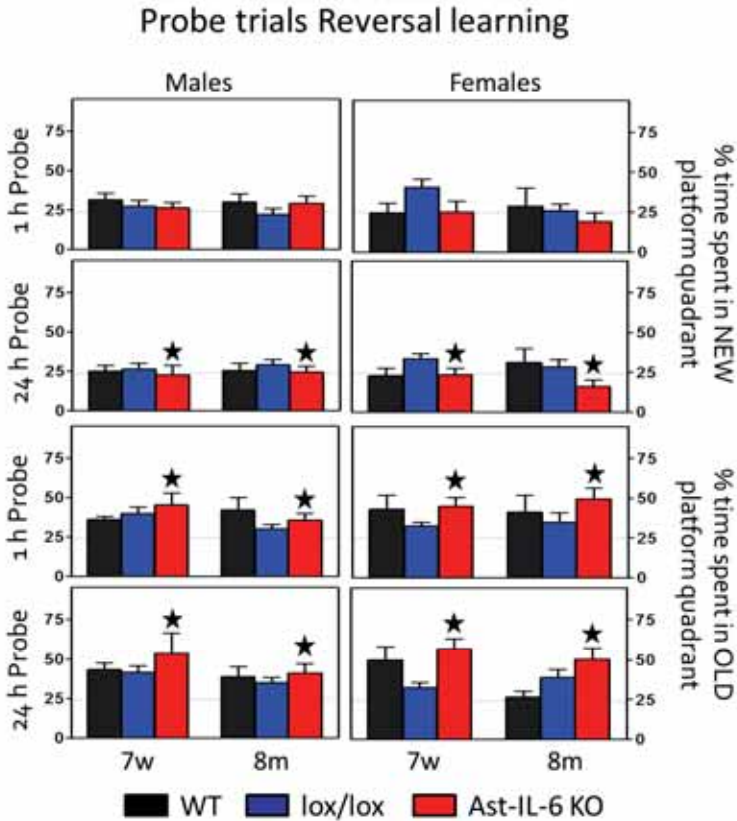 Probe trials Reversal learning
Males
Females
1 h Probe
75
50
25
0
75
50
25
0
24 h Probe
75
50
25
0
75
50
25
0
% time spent in NEW
platform quadrant
1 h Probe
75
50
25
0
75
50
25
0
24 h Probe
75
50
25
0
75
50
25
0
% time spent in OLD
platform quadrant
7w
8m
7w
8m
WT
lox/lox
Ast-IL-6 KO